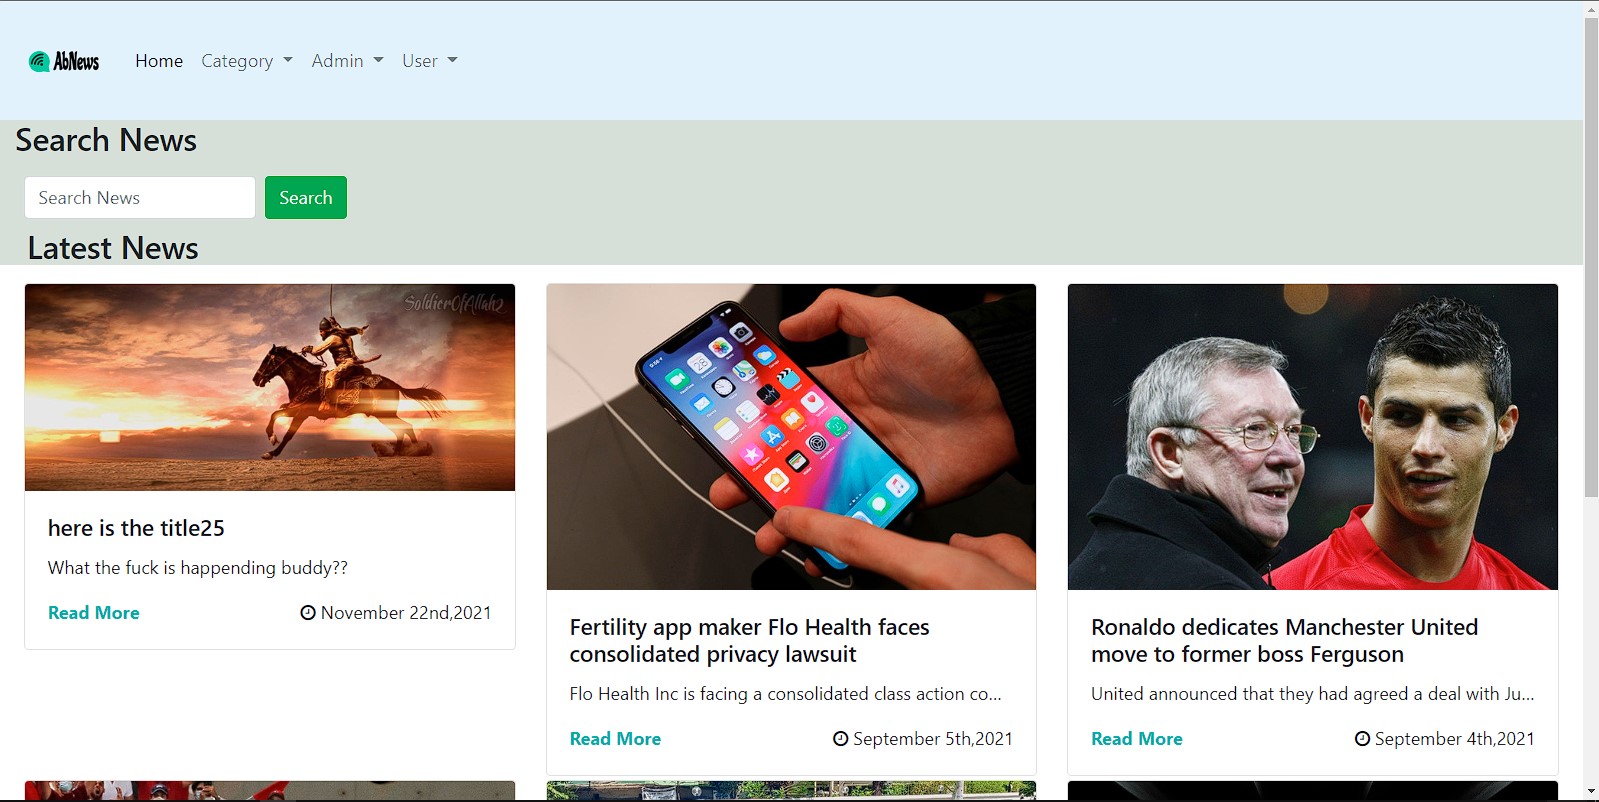 AbNews
Home Category Admin User
Search News
Search News Search
Latest News
SoldierOfAllah2
here is the title25
What the fuck is happending buddy??
Read More November 22nd,2021
Fertility app maker Flo Health faces
consolidated privacy lawsuit
Flo Health Inc is facing a consolidated class action co...
Read More September 5th,2021
Ronaldo dedicates Manchester United
move to former boss Ferguson
United announced that they had agreed a deal with Ju...
Read More September 4th,2021